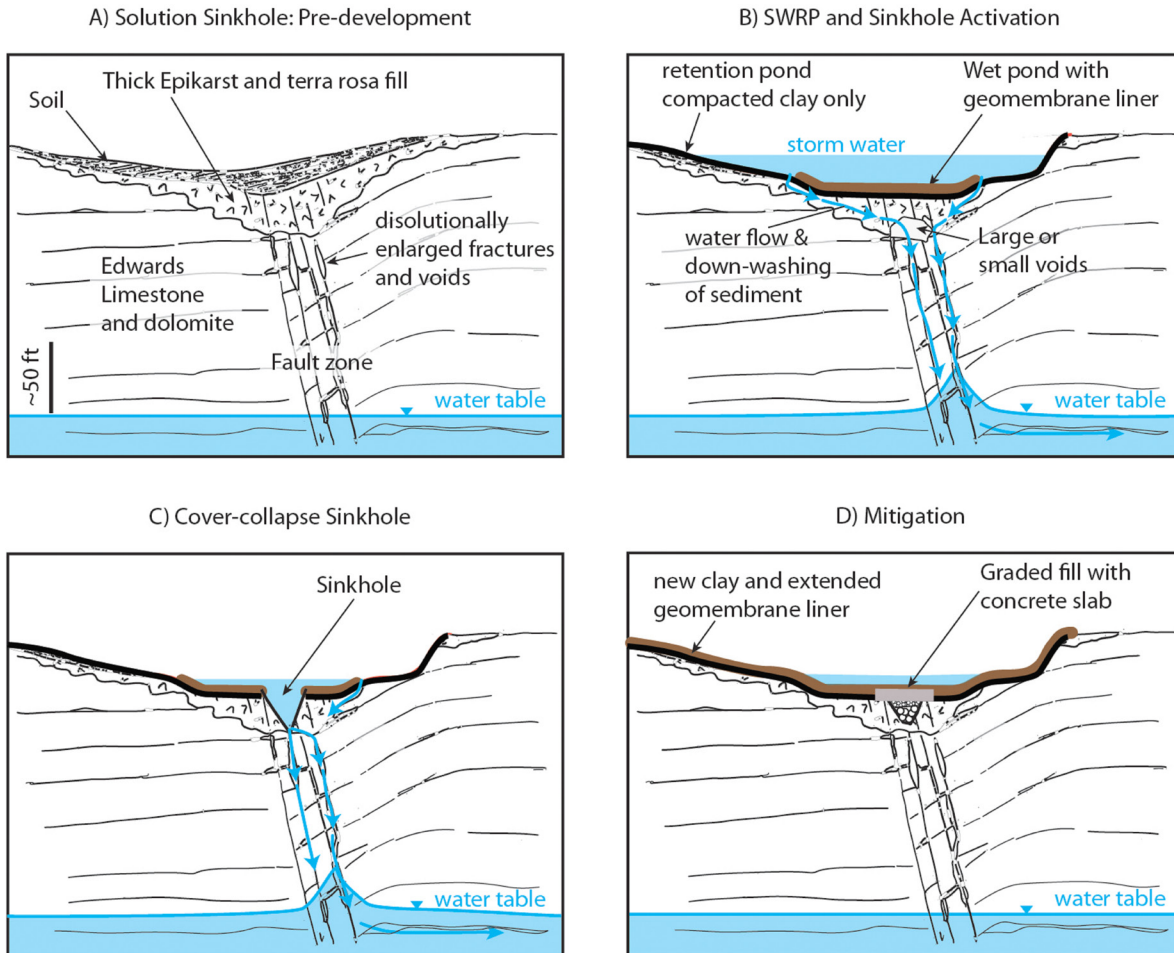 A) Solution Sinkhole: Pre-development
Thick Epikarst and terra rosa fill
Soil
disolutionally
enlarged fractures
and voids
Edwards
Limestone
and dolomite
~50 ft
Fault zone
water table
B) SWRP and Sinkhole Activation
retention pond
compacted clay only
Wet pond with
geomembrane liner
storm water
water flow &
down-washing
of sediment
Large or
small voids
water table
C) Cover-collapse Sinkhole
Sinkhole
water table
D) Mitigation
new clay and extended
geomembrane liner
Graded fill with
concrete slab
water table